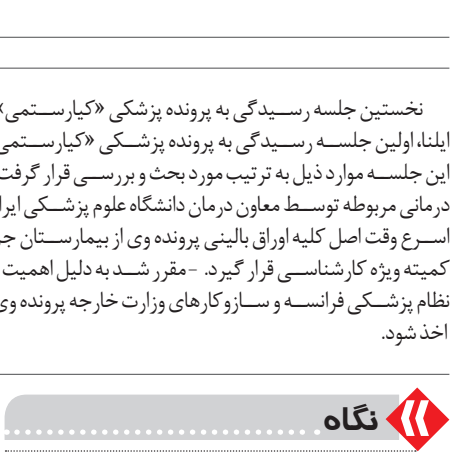 نخستین جلسه رسیدگی به پرونده پزشکی «کیارستمی»
ایلنا، اولین جلسه رسیدگی به پرونده پزشکی «کیارستمی
این جلسه موارد ذیل به ترتیب مورد بحث و بررسی قرار گرفت
درمانی مربوطه توسط معاون درمان دانشگاه علوم پزشکی ایرا
اسرع وقت اصل کلیه اوراق بالینی پرونده وی از بیمارستان جر
کمیته ویژه کارشناسی قرار گیرد. -مقرر شد به دلیل اهمیت
نظام پزشکی فرانسه و سازوکارهای وزارت خارجه پرونده وی
اخذ شود.
نگاه